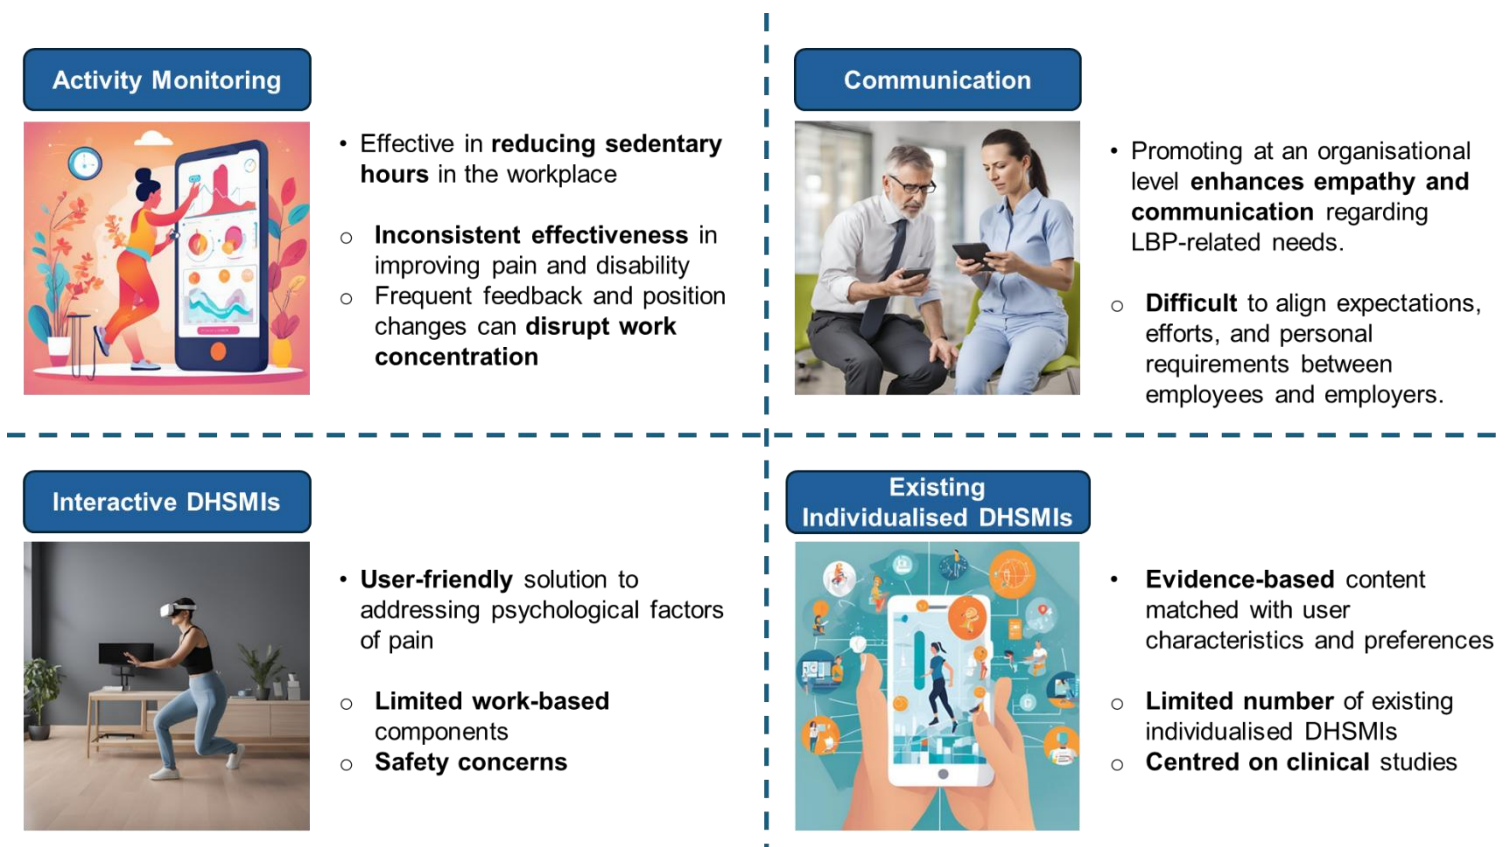 Activity Monitoring
• Effective in reducing sedentary
hours in the workplace
○ Inconsistent effectiveness in
improving pain and disability
○ Frequent feedback and position
changes can disrupt work
concentration
Communication
• Promoting at an organisational
level enhances empathy and
communication regarding
LBP-related needs.
○ Difficult to align expectations,
efforts, and personal
requirements between
employees and employers.
Interactive DHSMIs
• User-friendly solution to
addressing psychological factors
of pain
○ Limited work-based
components
○ Safety concerns
Existing
Individualised DHSMIs
• Evidence-based content
matched with user
characteristics and preferences
○ Limited number of existing
individualised DHSMIs
○ Centred on clinical studies